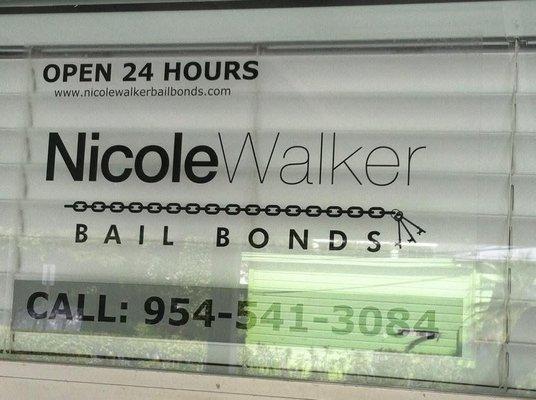 OPEN 24 HOURS
www.nicolewalkerbailbonds.com
NicoleWalker
BAIL BONDS
CALL: 954-541-3084